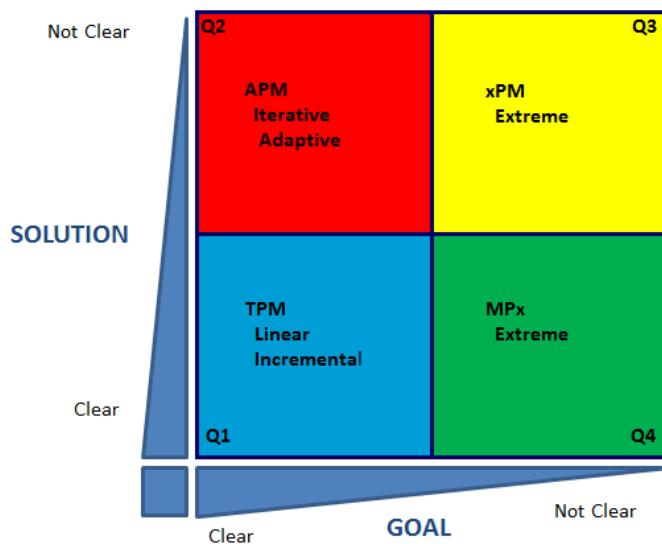 Not Clear
Q2
Q3
APM
Iterative
Adaptive
xPM
Extreme
SOLUTION
TPM
Linear
Incremental
MPx
Extreme
Clear
Q1
Q4
Clear
GOAL
Not Clear